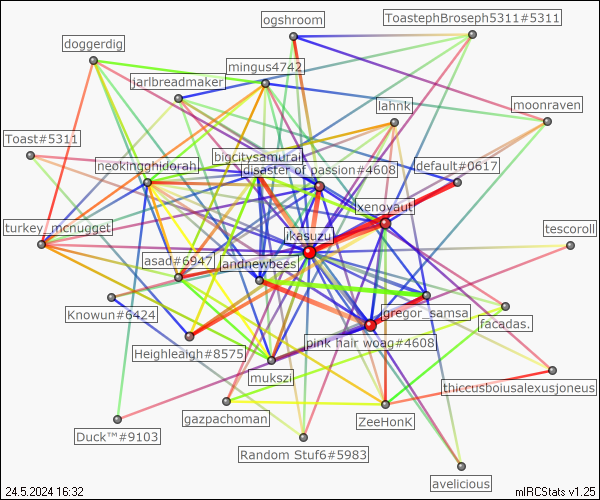 ogshroom
ToastephBroseph5311#5311
doggerdig
mingus4742
jarlbreadmaker
lahnk
moonraven
Toast#5311
bigcitysamurai
neokingghidorah
disaster of passion#4608
default#0617
xenoyaut
turkey_mcnugget
ikasuzu
tescoroll
asad#6947
andnewbees
Knowun#6424
gregor_samsa
facadas.
Heighleaigh#8575
pink hair woag#4608
mukszi
thiccusboiusalexusjoneus
gazpachoman
ZeeHonK
Duck™#9103
Random Stuf6#5983
avelicious
24.5.2024 16:32
mIRCStats v1.25